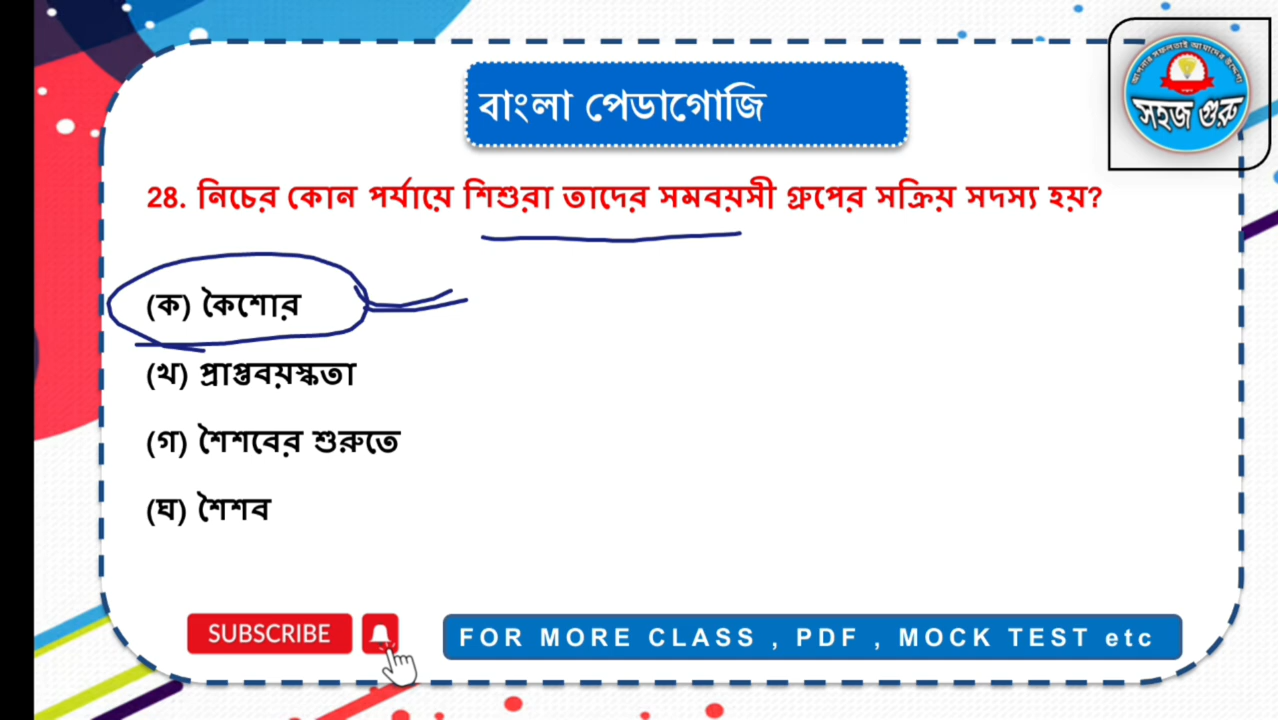 বাংলা পেডাগোজি
সহজ গুরু
28. নিচের কোন পর্যায়ে শিশুরা তাদের সমবয়সী গ্রুপের সক্রিয় সদস্য হয়?
(ক) কৈশোর
(খ) প্রাপ্তবয়স্কতা
(গ) শৈশবের শুরুতে
(ঘ) শৈশব
SUBSCRIBE
FOR MORE CLASS , PDF , MOCK TEST etc